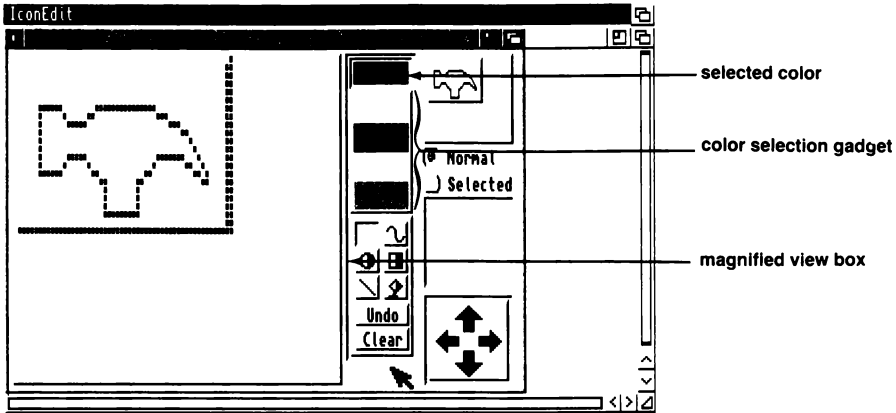 IconEdit
selected color
color selection gadget
Normal
Selected
magnified view box
Undo
Clear